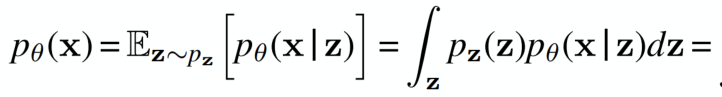 p_θ(𝐱) = 𝔼_{𝐳∼p_𝐳} [ p_θ(𝐱 | 𝐳) ] = ∫_𝐳 p_𝐳(𝐳) p_θ(𝐱 | 𝐳) d𝐳 =